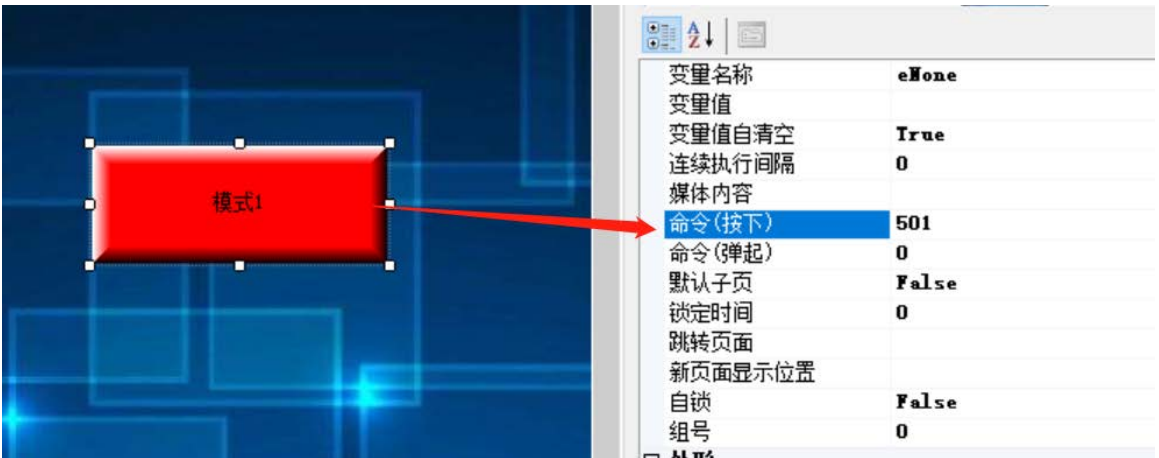 模式1
A
Z
变量名称 eNone
变量值
变量值自清空 True
连续执行间隔 0
媒体内容
命令(按下) 501
命令(弹起) 0
默认子页 False
锁定时间 0
跳转页面
新页面显示位置
自锁 False
组号 0